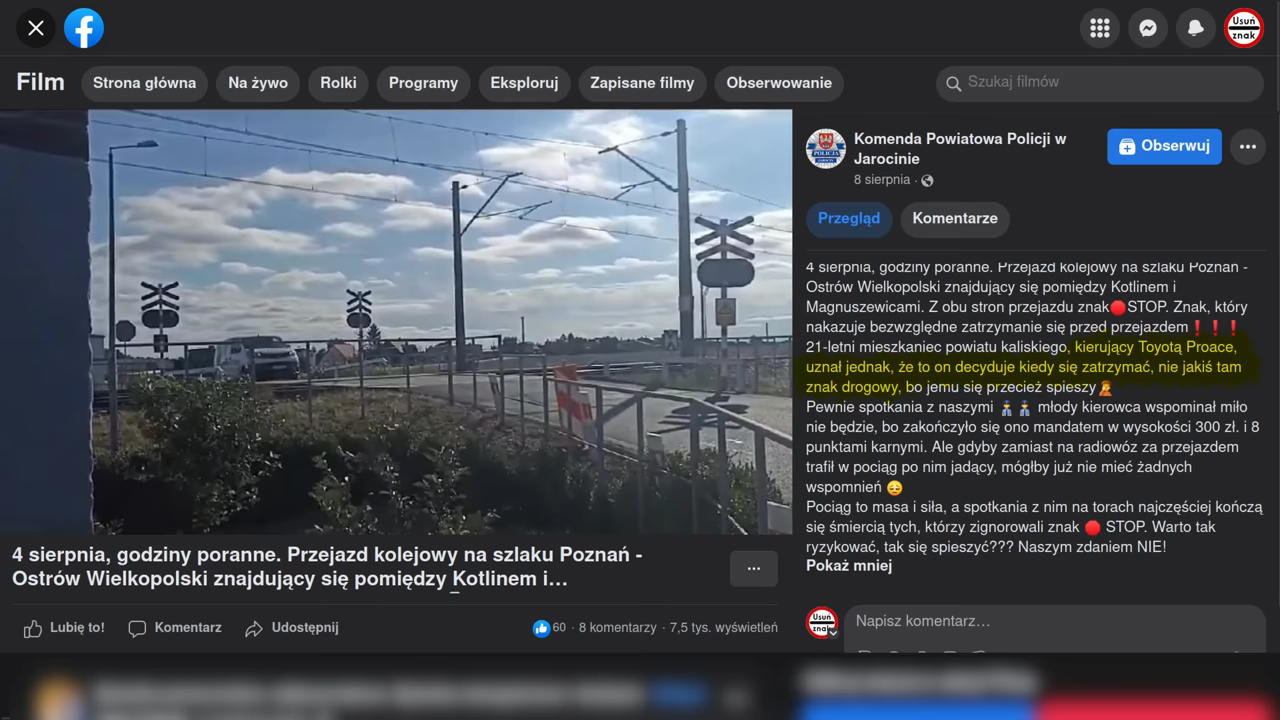 Usuń
znak
Film
Strona główna
Na żywo
Rolki
Programy
Eksploruj
Zapisane filmy
Obserwowanie
Szukaj filmów
4 sierpnia, godziny poranne. Przejazd kolejowy na szlaku Poznań -
Ostrów Wielkopolski znajdujący się pomiędzy Kotlinem i...
...
Lubię to!
Komentarz
Udostępnij
60 · 8 komentarzy · 7,5 tys. wyświetleń
POLICJA
JAROCIN
Komenda Powiatowa Policji w
Jarocinie
8 sierpnia ·
Obserwuj
Przegląd
Komentarze
4 sierpnia, godziny poranne. Przejazd kolejowy na szlaku Poznań -
Ostrów Wielkopolski znajdujący się pomiędzy Kotlinem i
Magnuszewicami. Z obu stron przejazdu znak🛑STOP. Znak, który
nakazuje bezwzględne zatrzymanie się przed przejazdem❗❗❗
21-letni mieszkaniec powiatu kaliskiego, kierujący Toyotą Proace,
uznał jednak, że to on decyduje kiedy się zatrzymać, nie jakiś tam
znak drogowy, bo jemu się przecież spieszy🤦
Pewnie spotkania z naszymi 👮👮 młody kierowca wspominał miło
nie będzie, bo zakończyło się ono mandatem w wysokości 300 zł. i 8
punktami karnymi. Ale gdyby zamiast na radiowóz za przejazdem
trafił w pociąg po nim jadący, mógłby już nie mieć żadnych
wspomnień 😔
Pociąg to masa i siła, a spotkania z nim na torach najczęściej kończą
się śmiercią tych, którzy zignorowali znak 🛑 STOP. Warto tak
ryzykować, tak się spieszyć??? Naszym zdaniem NIE!
Pokaż mniej
Usuń
znak
Napisz komentarz...